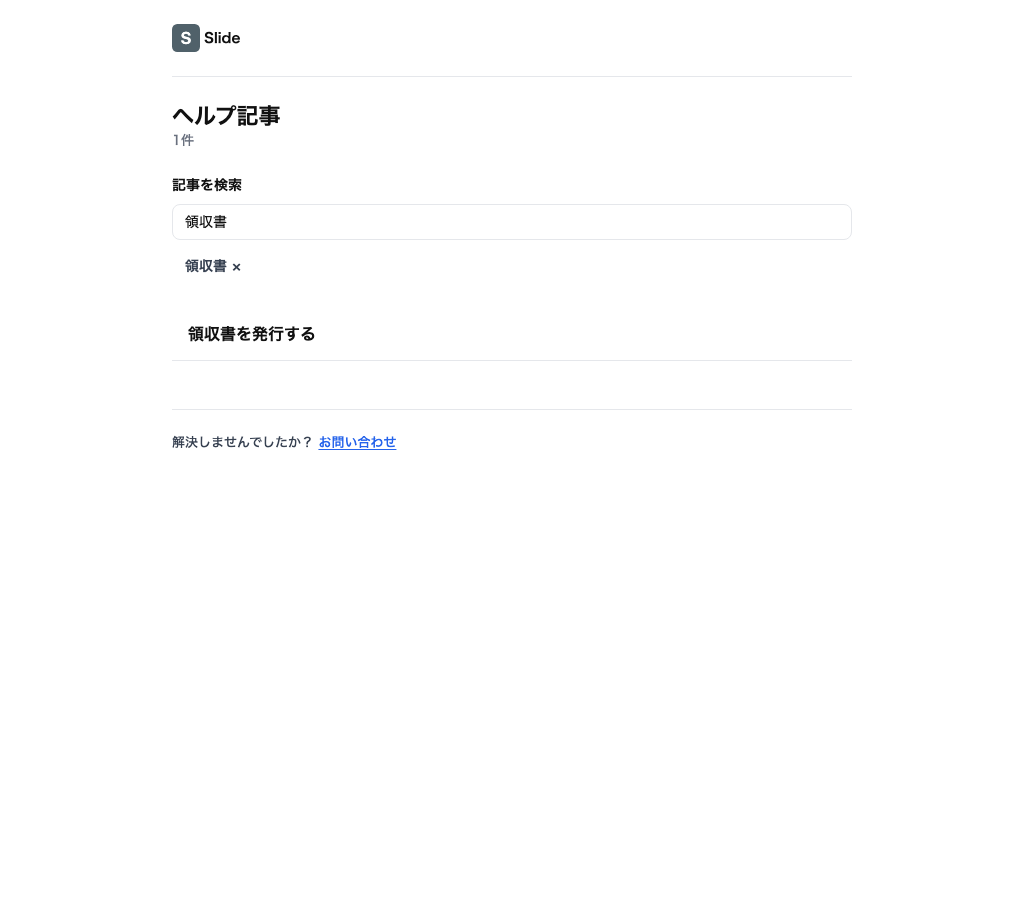 S Slide
ヘルプ記事
1件
記事を検索
領収書
領収書 ×
領収書を発行する
解決しませんでしたか？ お問い合わせ